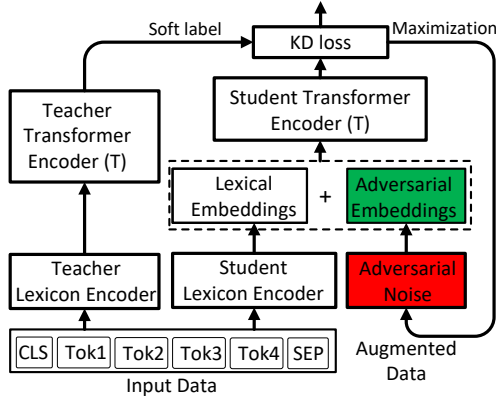 Soft label
KD loss
Maximization
Teacher
Transformer
Encoder (T)
Student Transformer
Encoder (T)
Lexical
Embeddings
+
Adversarial
Embeddings
Teacher
Lexicon Encoder
Student
Lexicon Encoder
Adversarial
Noise
CLS Tok1 Tok2 Tok3 Tok4 SEP
Input Data
Augmented
Data